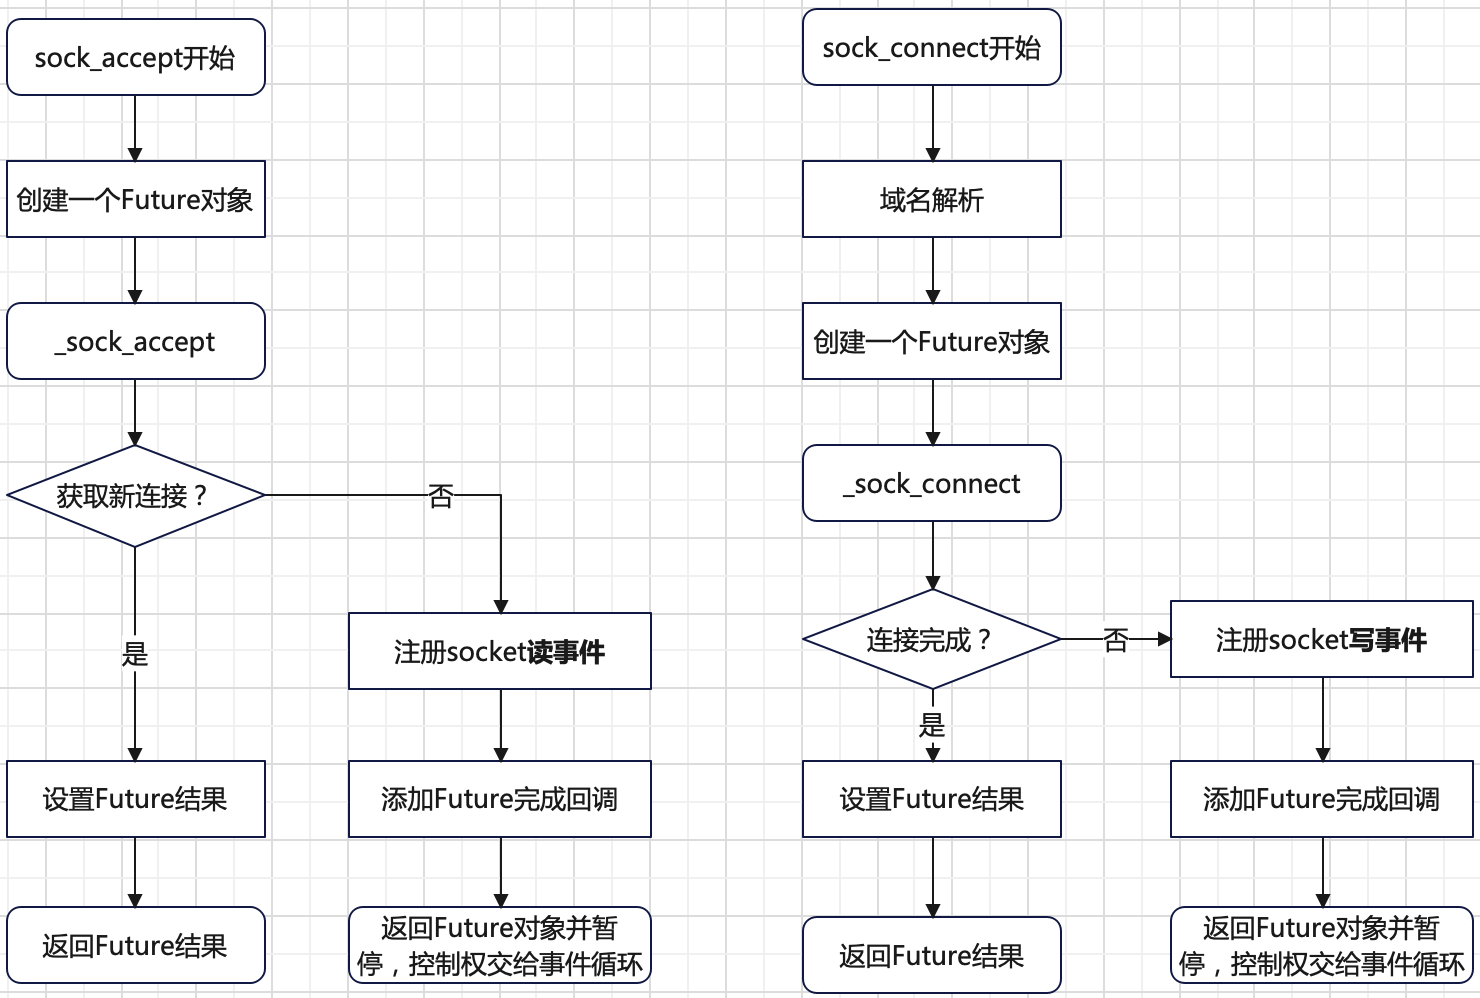 sock_accept开始
创建一个Future对象
_sock_accept
获取新连接？
否
是
注册socket读事件
设置Future结果
添加Future完成回调
返回Future结果
返回Future对象并暂
停，控制权交给事件循环
sock_connect开始
域名解析
创建一个Future对象
_sock_connect
连接完成？
否
注册socket写事件
是
设置Future结果
添加Future完成回调
返回Future结果
返回Future对象并暂
停，控制权交给事件循环